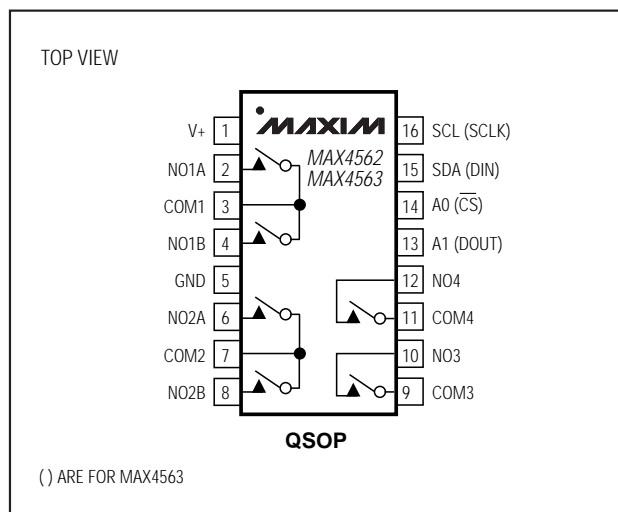 TOP VIEW
MAXIM
MAX4562
MAX4563
V+ 1
NO1A 2
COM1 3
NO1B 4
GND 5
NO2A 6
COM2 7
NO2B 8
16 SCL (SCLK)
15 SDA (DIN)
14 A0 (C̅S̅)
13 A1 (DOUT)
12 NO4
11 COM4
10 NO3
9 COM3
QSOP
( ) ARE FOR MAX4563